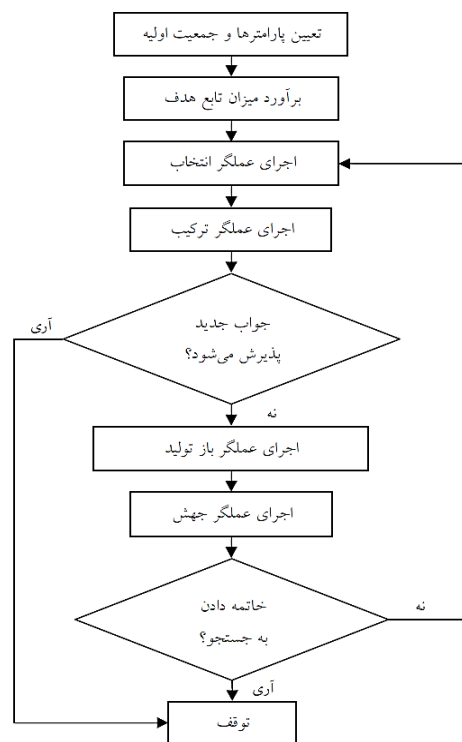 تعیین پارامترها و جمعیت اولیه
برآورد میزان تابع هدف
اجرای عملگر انتخاب
اجرای عملگر ترکیب
جواب جدید
پذیرش می‌شود؟
آری
نه
اجرای عملگر باز تولید
اجرای عملگر جهش
خاتمه دادن
به جستجو؟
نه
آری
توقف